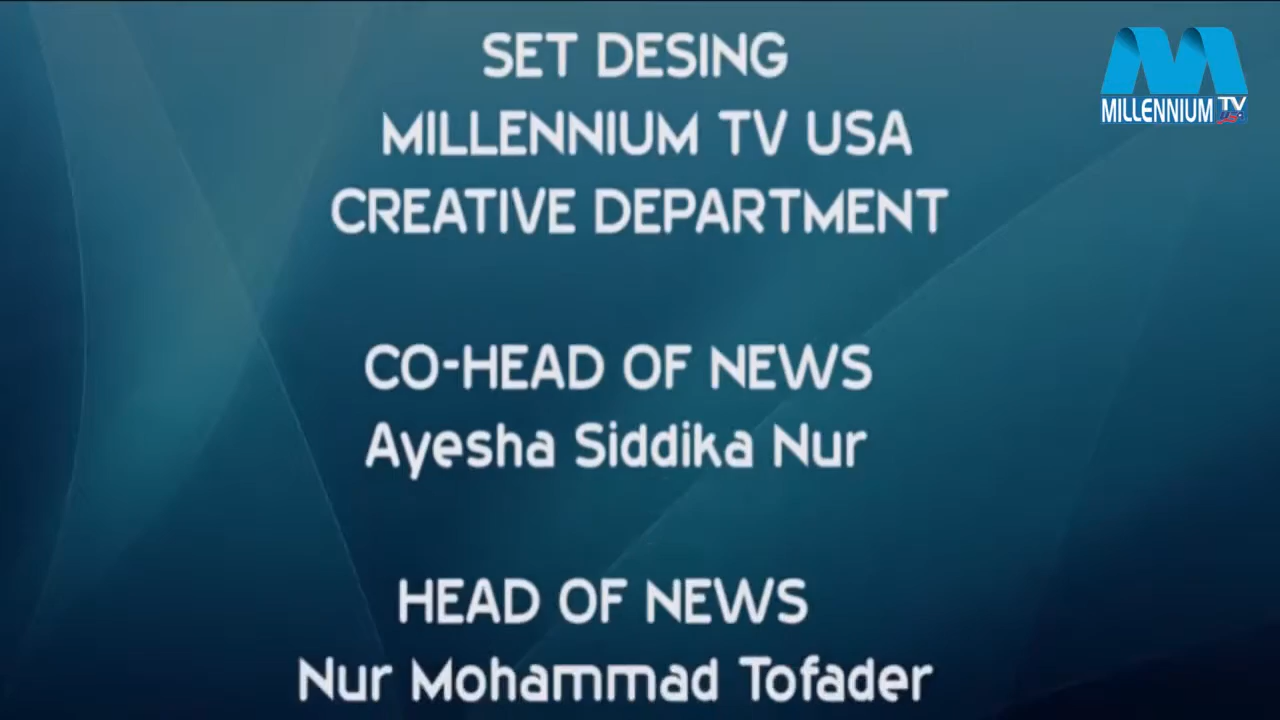 SET DESING
MILLENNIUM TV USA
CREATIVE DEPARTMENT
CO-HEAD OF NEWS
Ayesha Siddika Nur
HEAD OF NEWS
Nur Mohammad Tofader
MILLENNIUM TV
USA